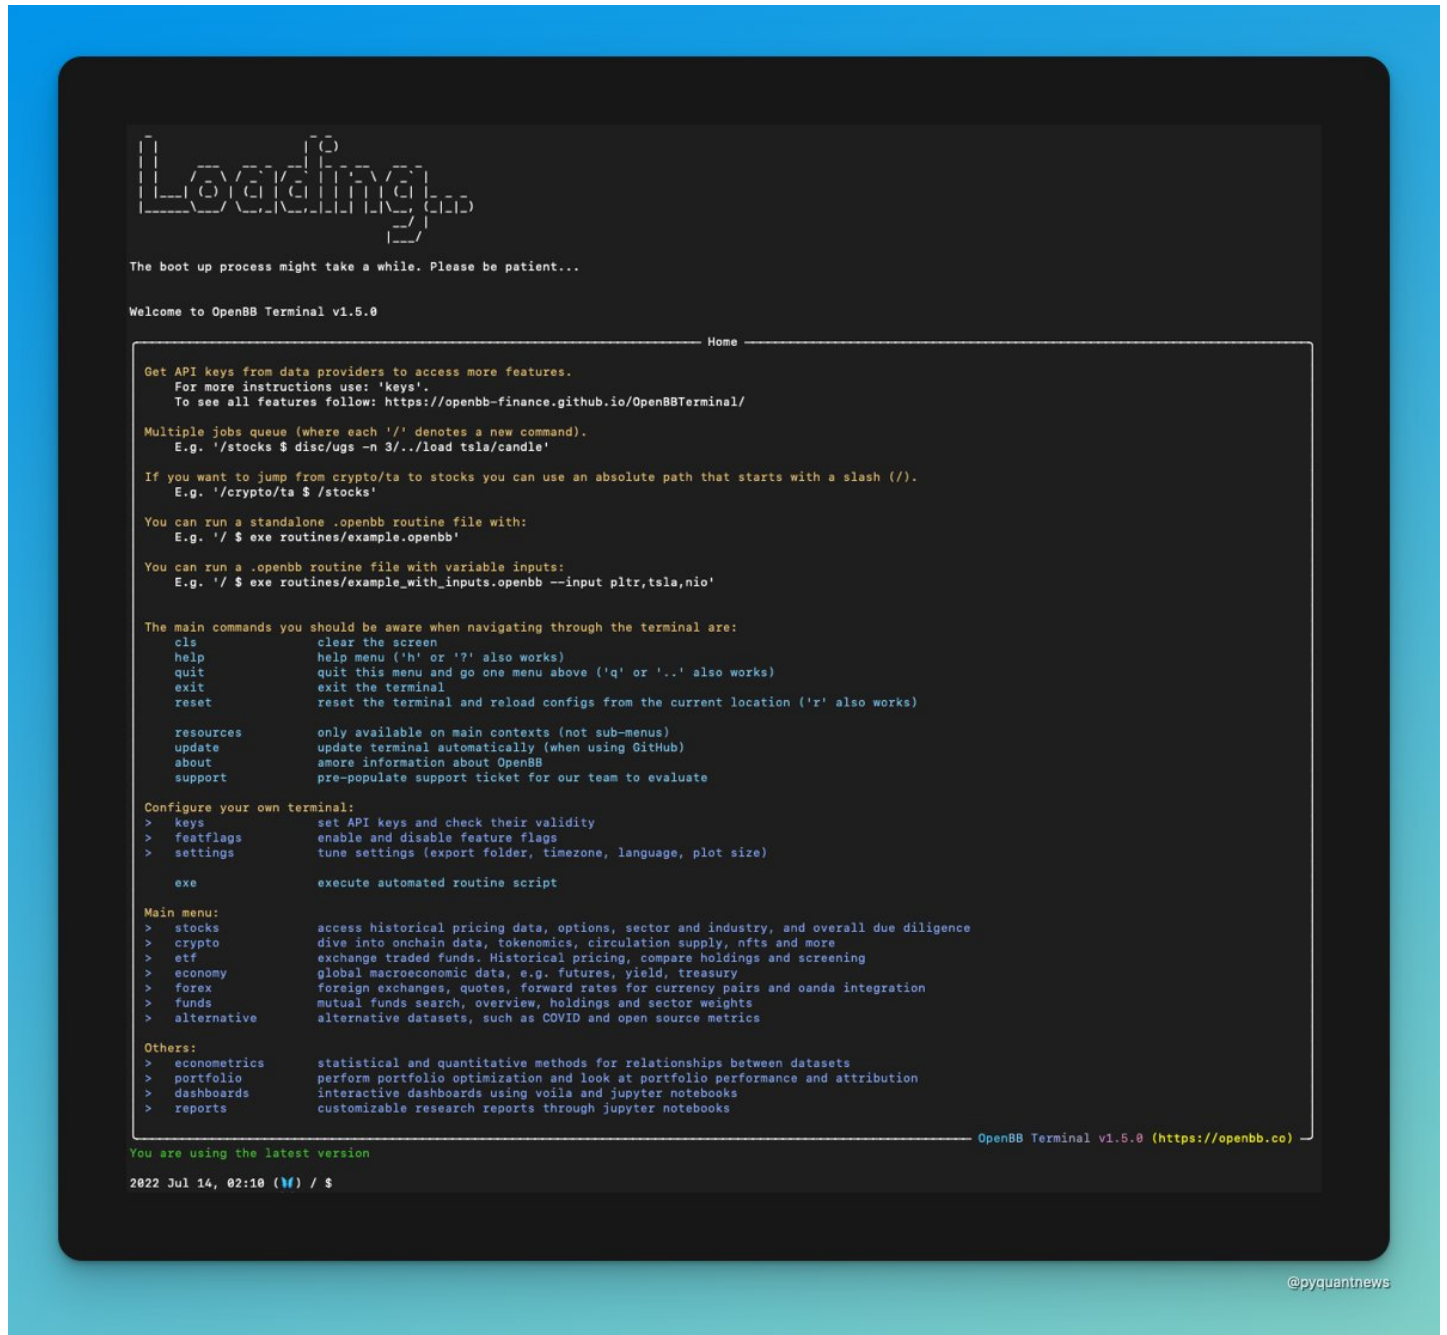 Loading...
The boot up process might take a while. Please be patient...
Welcome to OpenBB Terminal v1.5.0
Home
Get API keys from data providers to access more features.
For more instructions use: 'keys'.
To see all features follow: https://openbb-finance.github.io/OpenBBTerminal/
Multiple jobs queue (where each '/' denotes a new command).
E.g. '/stocks $ disc/ugs -n 3/../load tsla/candle'
If you want to jump from crypto/ta to stocks you can use an absolute path that starts with a slash (/).
E.g. '/crypto/ta $ /stocks'
You can run a standalone .openbb routine file with:
E.g. '/ $ exe routines/example.openbb'
You can run a .openbb routine file with variable inputs:
E.g. '/ $ exe routines/example_with_inputs.openbb --input pltr,tsla,nio'
The main commands you should be aware when navigating through the terminal are:
cls clear the screen
help help menu ('h' or '?' also works)
quit quit this menu and go one menu above ('q' or '..' also works)
exit exit the terminal
reset reset the terminal and reload configs from the current location ('r' also works)
resources only available on main contexts (not sub-menus)
update update terminal automatically (when using GitHub)
about amore information about OpenBB
support pre-populate support ticket for our team to evaluate
Configure your own terminal:
> keys set API keys and check their validity
> featflags enable and disable feature flags
> settings tune settings (export folder, timezone, language, plot size)
exe execute automated routine script
Main menu:
> stocks access historical pricing data, options, sector and industry, and overall due diligence
> crypto dive into onchain data, tokenomics, circulation supply, nfts and more
> etf exchange traded funds. Historical pricing, compare holdings and screening
> economy global macroeconomic data, e.g. futures, yield, treasury
> forex foreign exchanges, quotes, forward rates for currency pairs and oanda integration
> funds mutual funds search, overview, holdings and sector weights
> alternative alternative datasets, such as COVID and open source metrics
Others:
> econometrics statistical and quantitative methods for relationships between datasets
> portfolio perform portfolio optimization and look at portfolio performance and attribution
> dashboards interactive dashboards using voila and jupyter notebooks
> reports customizable research reports through jupyter notebooks
OpenBB Terminal v1.5.0 (https://openbb.co)
You are using the latest version
2022 Jul 14, 02:10 (🦋) / $
@pyquantnews